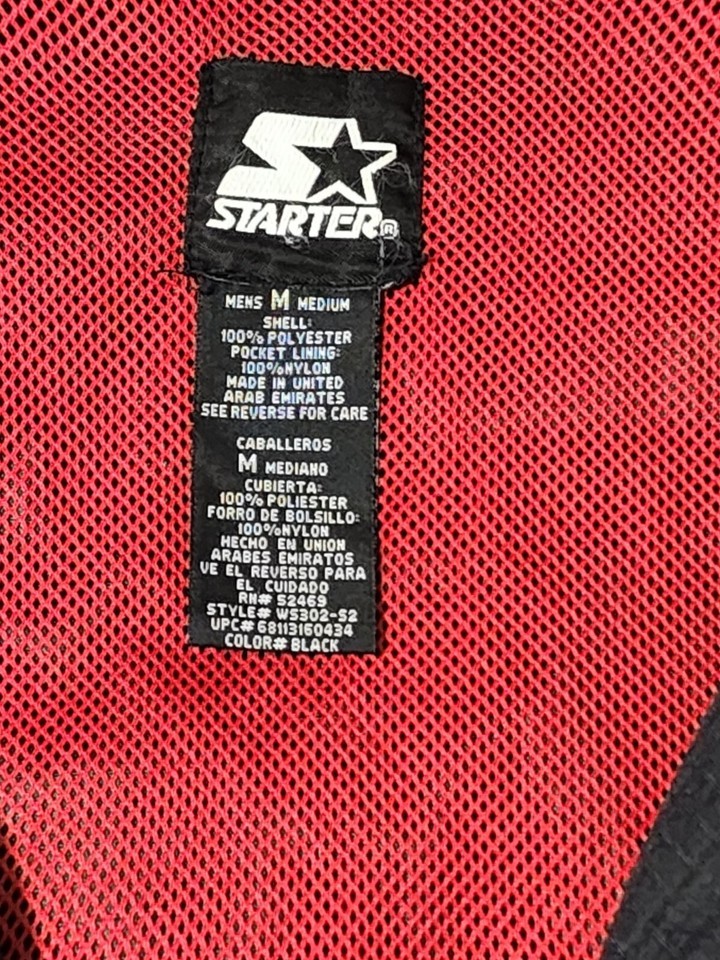 STARTER®
MENS M MEDIUM
SHELL:
100% POLYESTER
POCKET LINING:
100%NYLON
MADE IN UNITED
ARAB EMIRATES
SEE REVERSE FOR CARE
CABALLEROS
M MEDIANO
CUBIERTA:
100% POLIESTER
FORRO DE BOLSILLO:
100%NYLON
HECHO EN UNION
ARABES EMIRATOS
VE EL REVERSO PARA
EL CUIDADO
RN# 52469
STYLE# WS302-S2
UPC# 68113160434
COLOR# BLACK